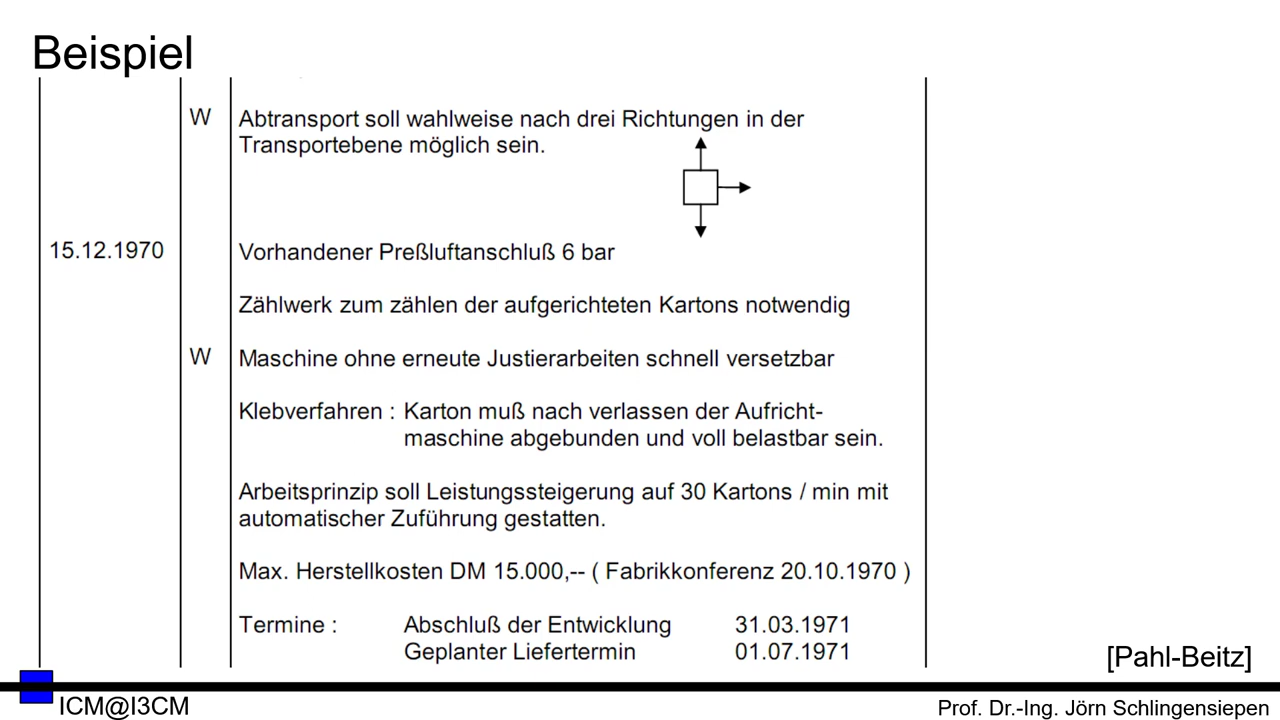 Beispiel
W Abtransport soll wahlweise nach drei Richtungen in der
Transportebene möglich sein.
15.12.1970 Vorhandener Preßluftanschluß 6 bar
Zählwerk zum zählen der aufgerichteten Kartons notwendig
W Maschine ohne erneute Justierarbeiten schnell versetzbar
Klebverfahren : Karton muß nach verlassen der Aufricht-
maschine abgebunden und voll belastbar sein.
Arbeitsprinzip soll Leistungssteigerung auf 30 Kartons / min mit
automatischer Zuführung gestatten.
Max. Herstellkosten DM 15.000,-- ( Fabrikkonferenz 20.10.1970 )
Termine : Abschluß der Entwicklung 31.03.1971
Geplanter Liefertermin 01.07.1971
[Pahl-Beitz]
ICM@I3CM Prof. Dr.-Ing. Jörn Schlingensiepen